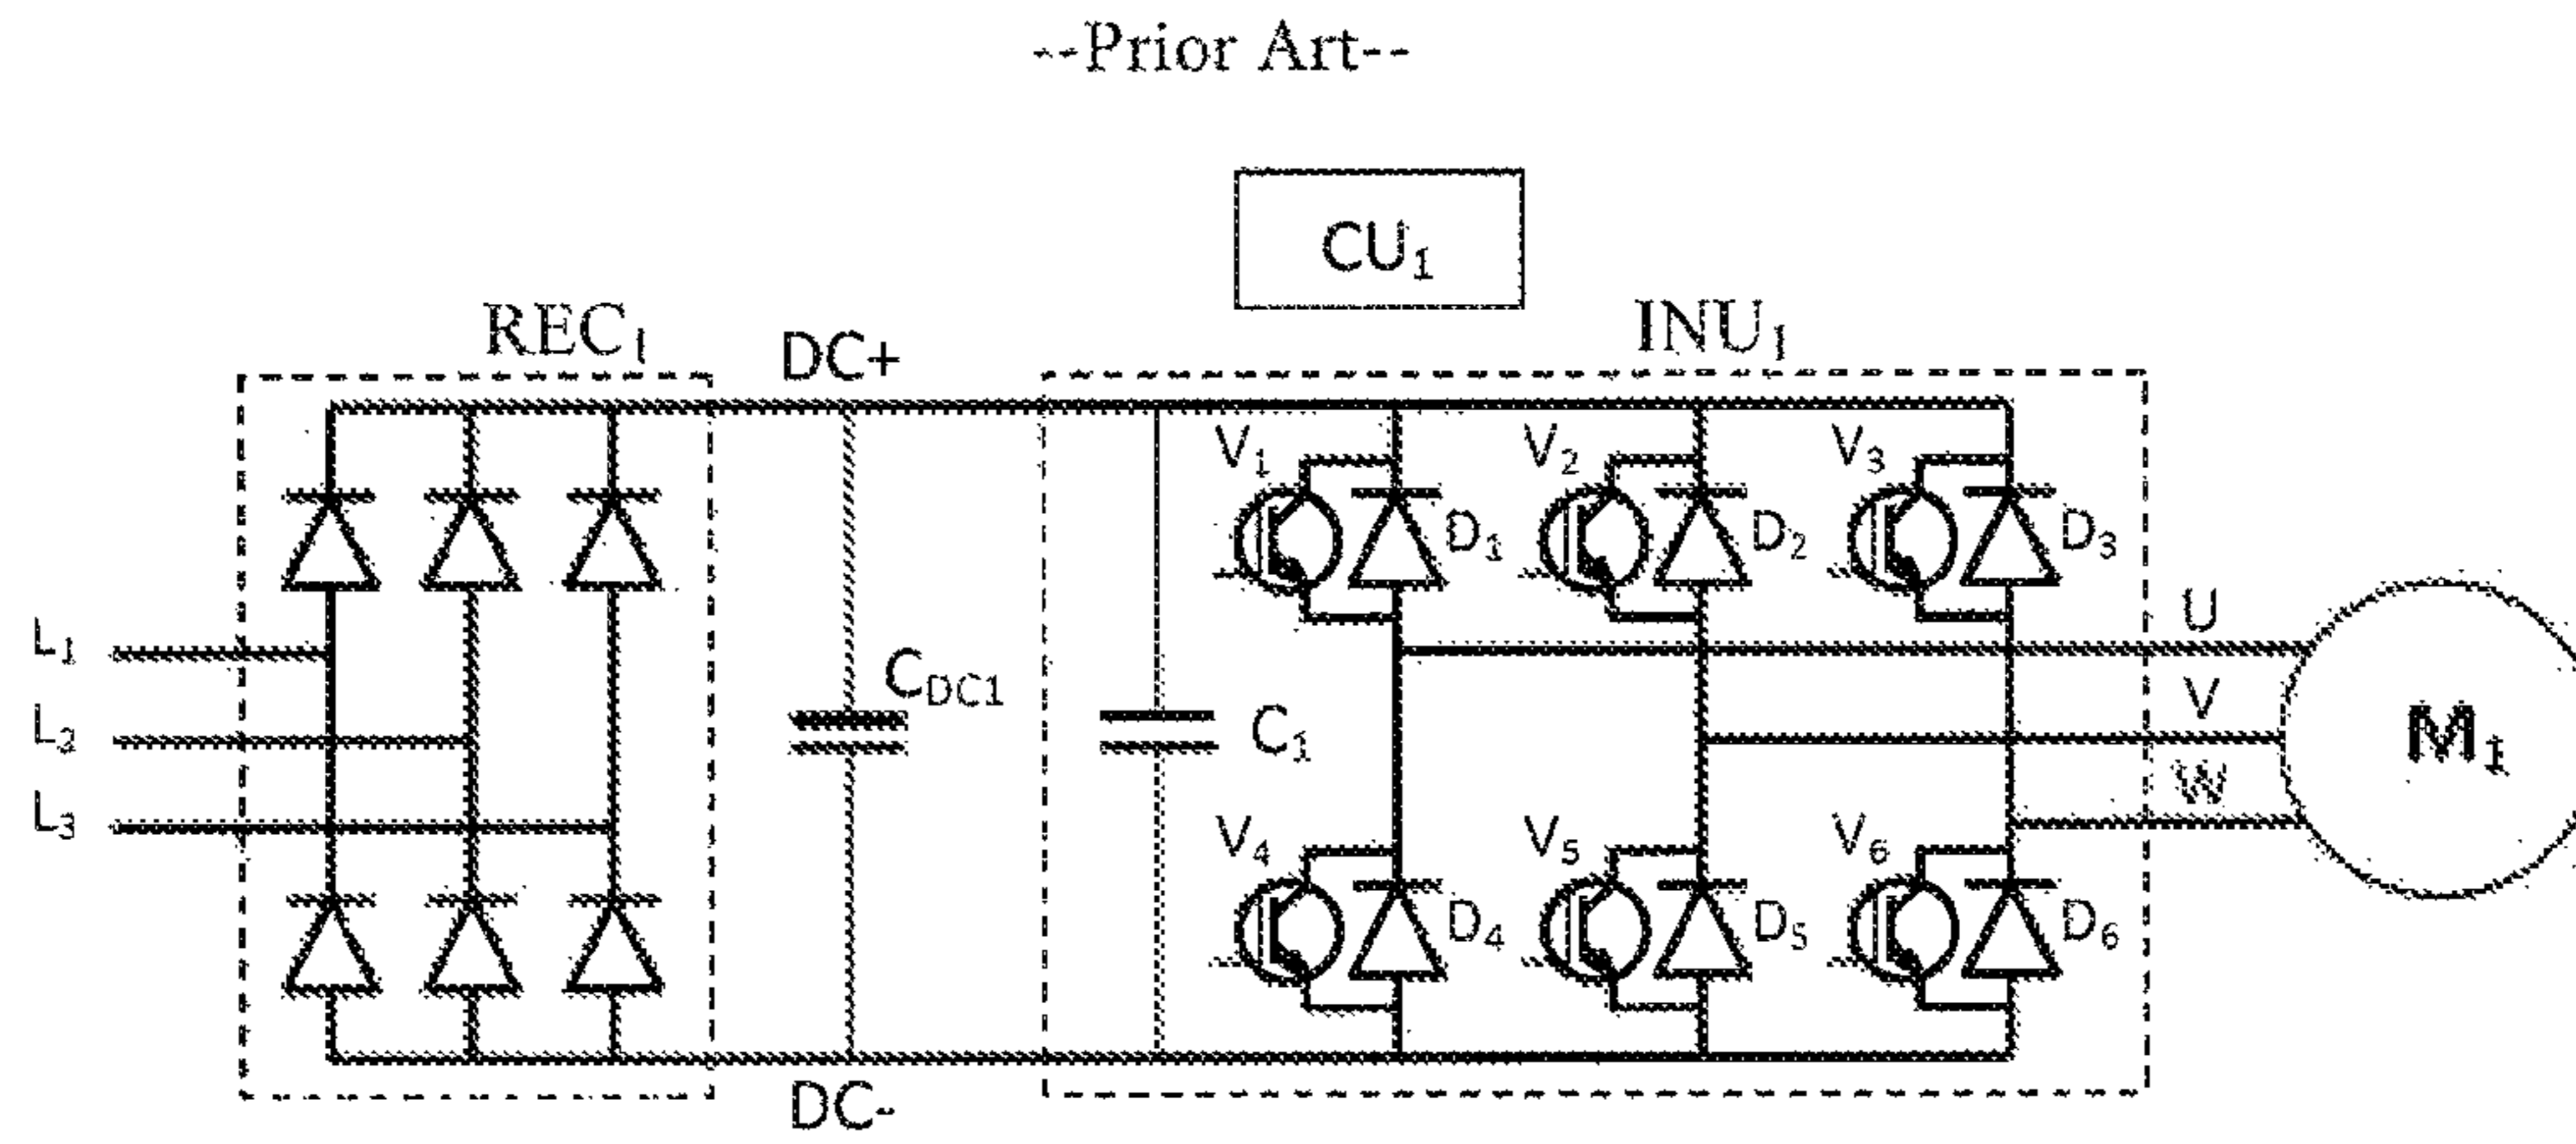 --Prior Art--
CU₁
REC₁
DC+
INU₁
V₁
V₂
V₃
D₁
D₂
D₃
L₁
L₂
L₃
C_DC1
C₁
U
V
W
M₁
V₄
V₅
V₆
D₄
D₅
D₆
DC-